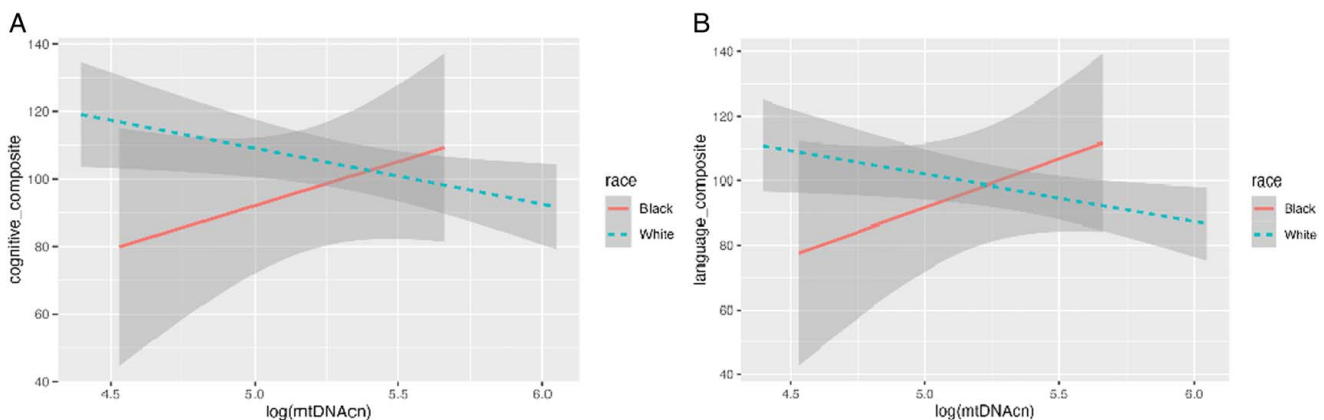 A
cognitive_composite
140
120
100
80
60
40
4.5
5.0
5.5
6.0
log(mtDNAcn)
race
Black
White
B
language_composite
140
120
100
80
60
40
4.5
5.0
5.5
6.0
log(mtDNAcn)
race
Black
White